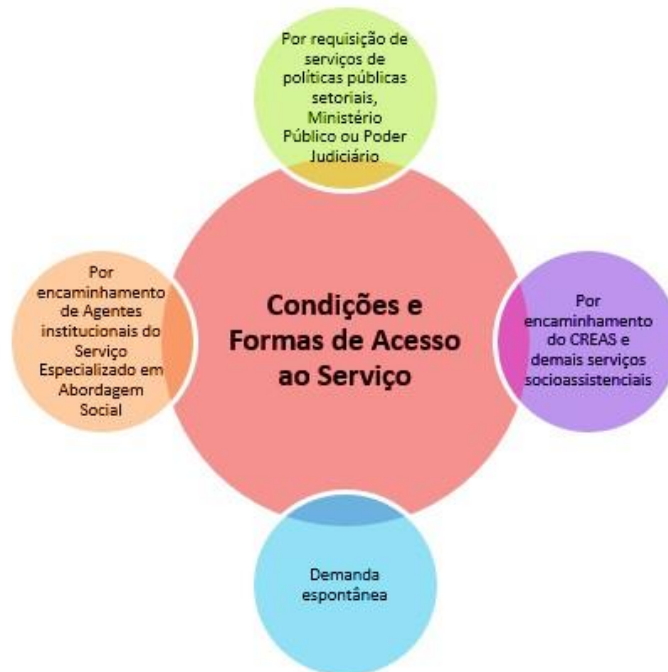 Por requisição de
serviços de
políticas públicas
setoriais,
Ministério
Público ou Poder
Judiciário
Por
encaminhamento
de Agentes
institucionais do
Serviço
Especializado em
Abordagem
Social
Condições e
Formas de Acesso
ao Serviço
Por
encaminhamento
do CREAS e
demais serviços
socioassistenciais
Demanda
espontânea